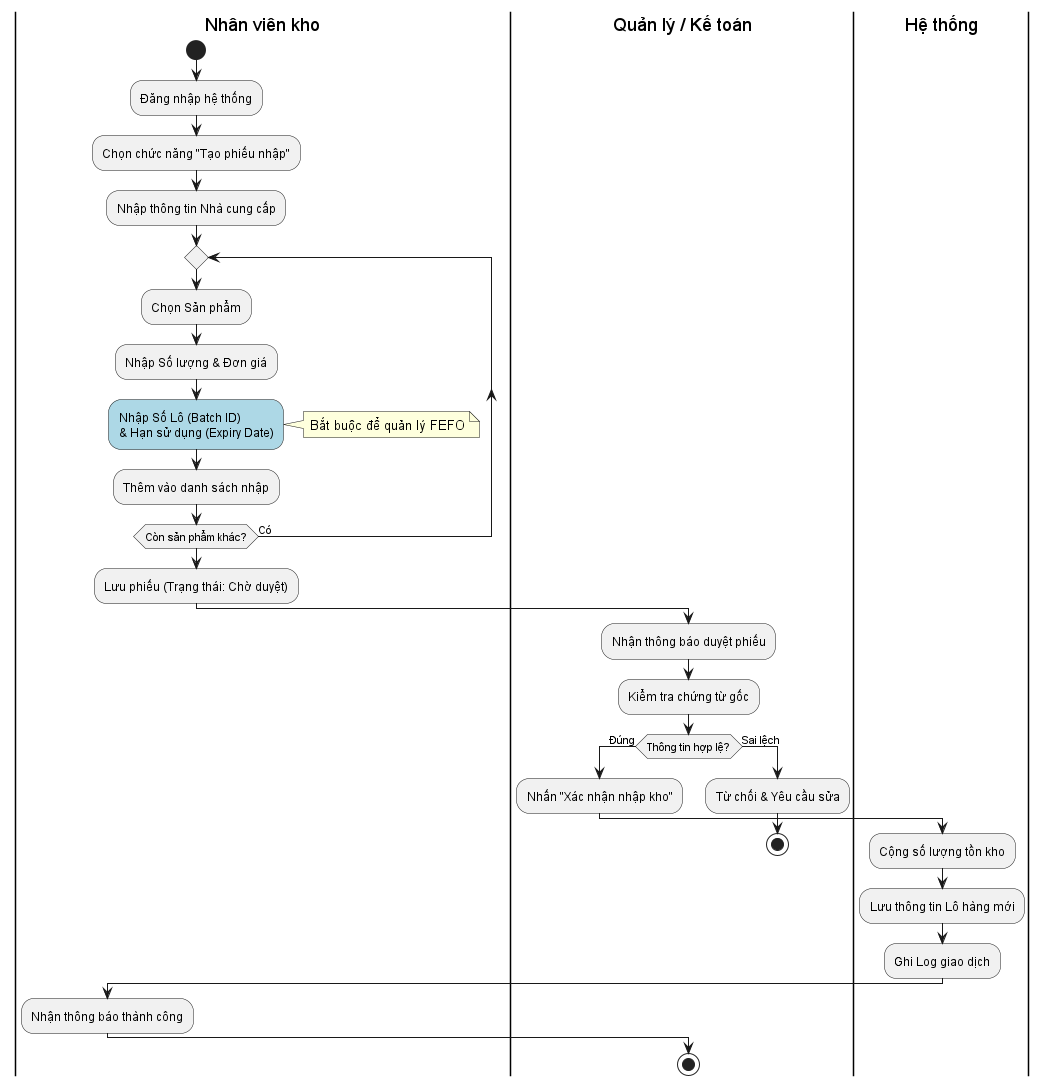 Nhân viên kho
Quản lý / Kế toán
Hệ thống
Đăng nhập hệ thống
Chọn chức năng "Tạo phiếu nhập"
Nhập thông tin Nhà cung cấp
Chọn Sản phẩm
Nhập Số lượng & Đơn giá
Nhập Số Lô (Batch ID)
& Hạn sử dụng (Expiry Date)
Bắt buộc để quản lý FEFO
Thêm vào danh sách nhập
Còn sản phẩm khác?
Có
Lưu phiếu (Trạng thái: Chờ duyệt)
Nhận thông báo duyệt phiếu
Kiểm tra chứng từ gốc
Thông tin hợp lệ?
Đúng
Sai lệch
Nhấn "Xác nhận nhập kho"
Từ chối & Yêu cầu sửa
Cộng số lượng tồn kho
Lưu thông tin Lô hàng mới
Ghi Log giao dịch
Nhận thông báo thành công